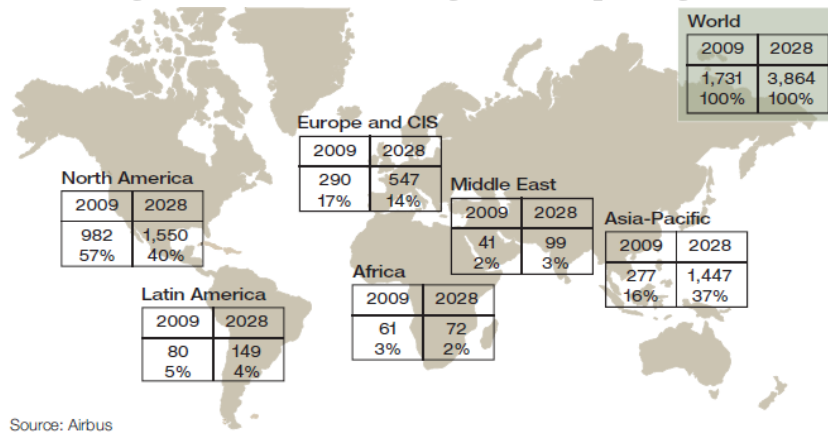 World
2009 2028
1,731 3,864
100% 100%
Europe and CIS
2009 2028
290 547
17% 14%
North America
2009 2028
982 1,550
57% 40%
Middle East
2009 2028
41 99
2% 3%
Asia-Pacific
2009 2028
277 1,447
16% 37%
Africa
2009 2028
61 72
3% 2%
Latin America
2009 2028
80 149
5% 4%
Source: Airbus